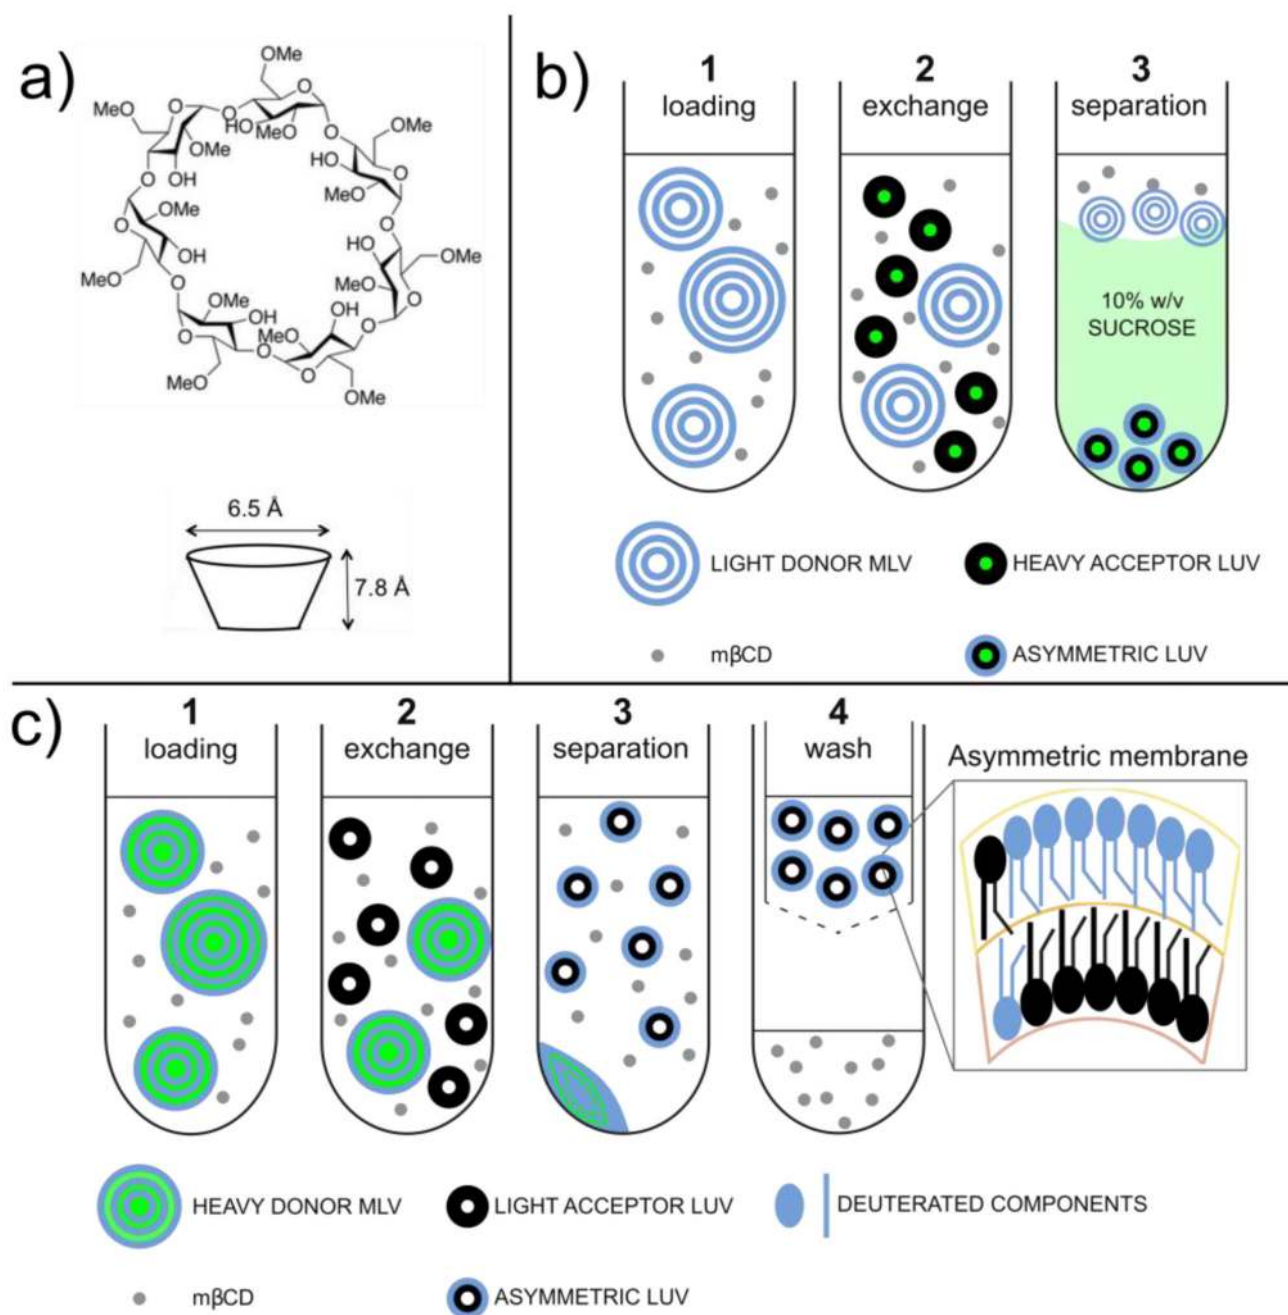 a)
OMe
MeO
O
O
O
O
HO
MeO
OMe
OMe
O
HO
OH
MeO
O
O
OMe
O
OH
HO
OMe
MeO
O
MeO
O
OMe
OH
OH
MeO
O
O
O
MeO
O
O
OMe
6.5 Å
7.8 Å
b)
1
2
3
loading
exchange
separation
10% w/v
SUCROSE
LIGHT DONOR MLV
HEAVY ACCEPTOR LUV
mβCD
ASYMMETRIC LUV
c)
1
2
3
4
loading
exchange
separation
wash
Asymmetric membrane
HEAVY DONOR MLV
LIGHT ACCEPTOR LUV
DEUTERATED COMPONENTS
mβCD
ASYMMETRIC LUV